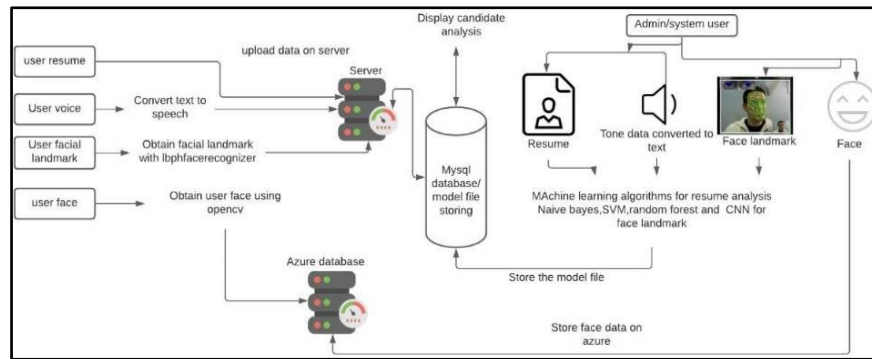 Display candidate
analysis
Admin/system user
upload data on server
user resume
Server
User voice
Convert text to
speech
Resume
Tone data converted to
text
Face landmark
Face
User facial
landmark
Obtain facial landmark
with lbphfacerecognizer
Mysql
database/
model file
storing
MAchine learning algorithms for resume analysis
Naive bayes,SVM,random forest and CNN for
face landmark
user face
Obtain user face using
opencv
Azure database
Store the model file
Store face data on
azure